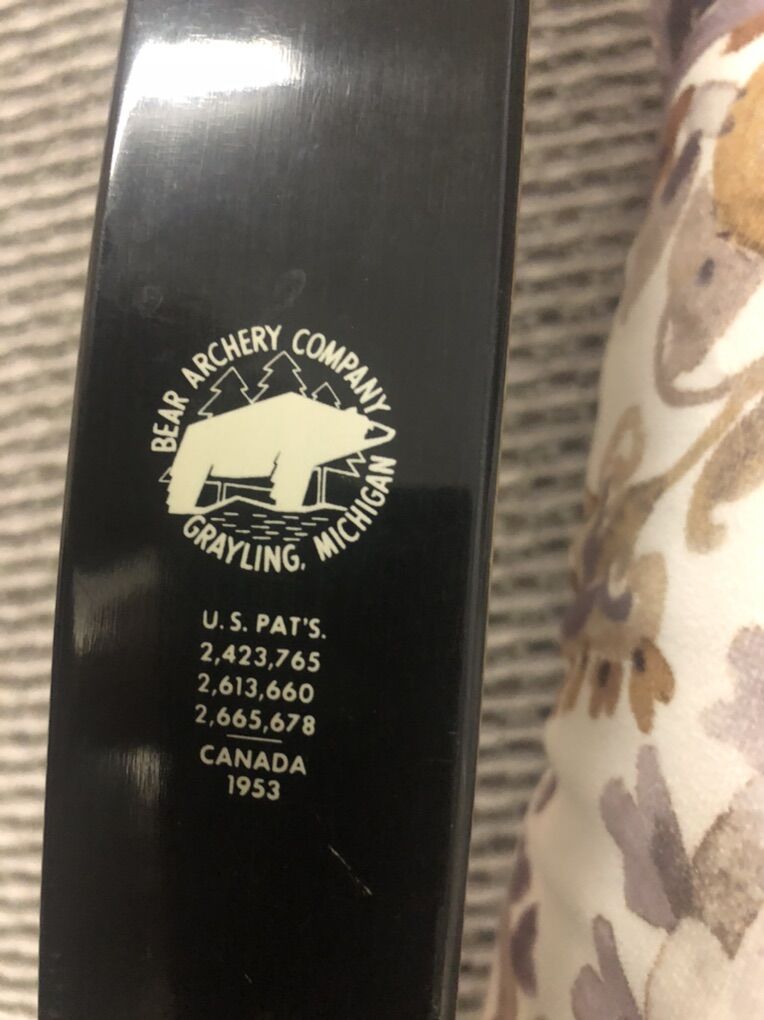 BEAR ARCHERY COMPANY
GRAYLING, MICHIGAN
U.S. PAT'S.
2,423,765
2,613,660
2,665,678
CANADA
1953